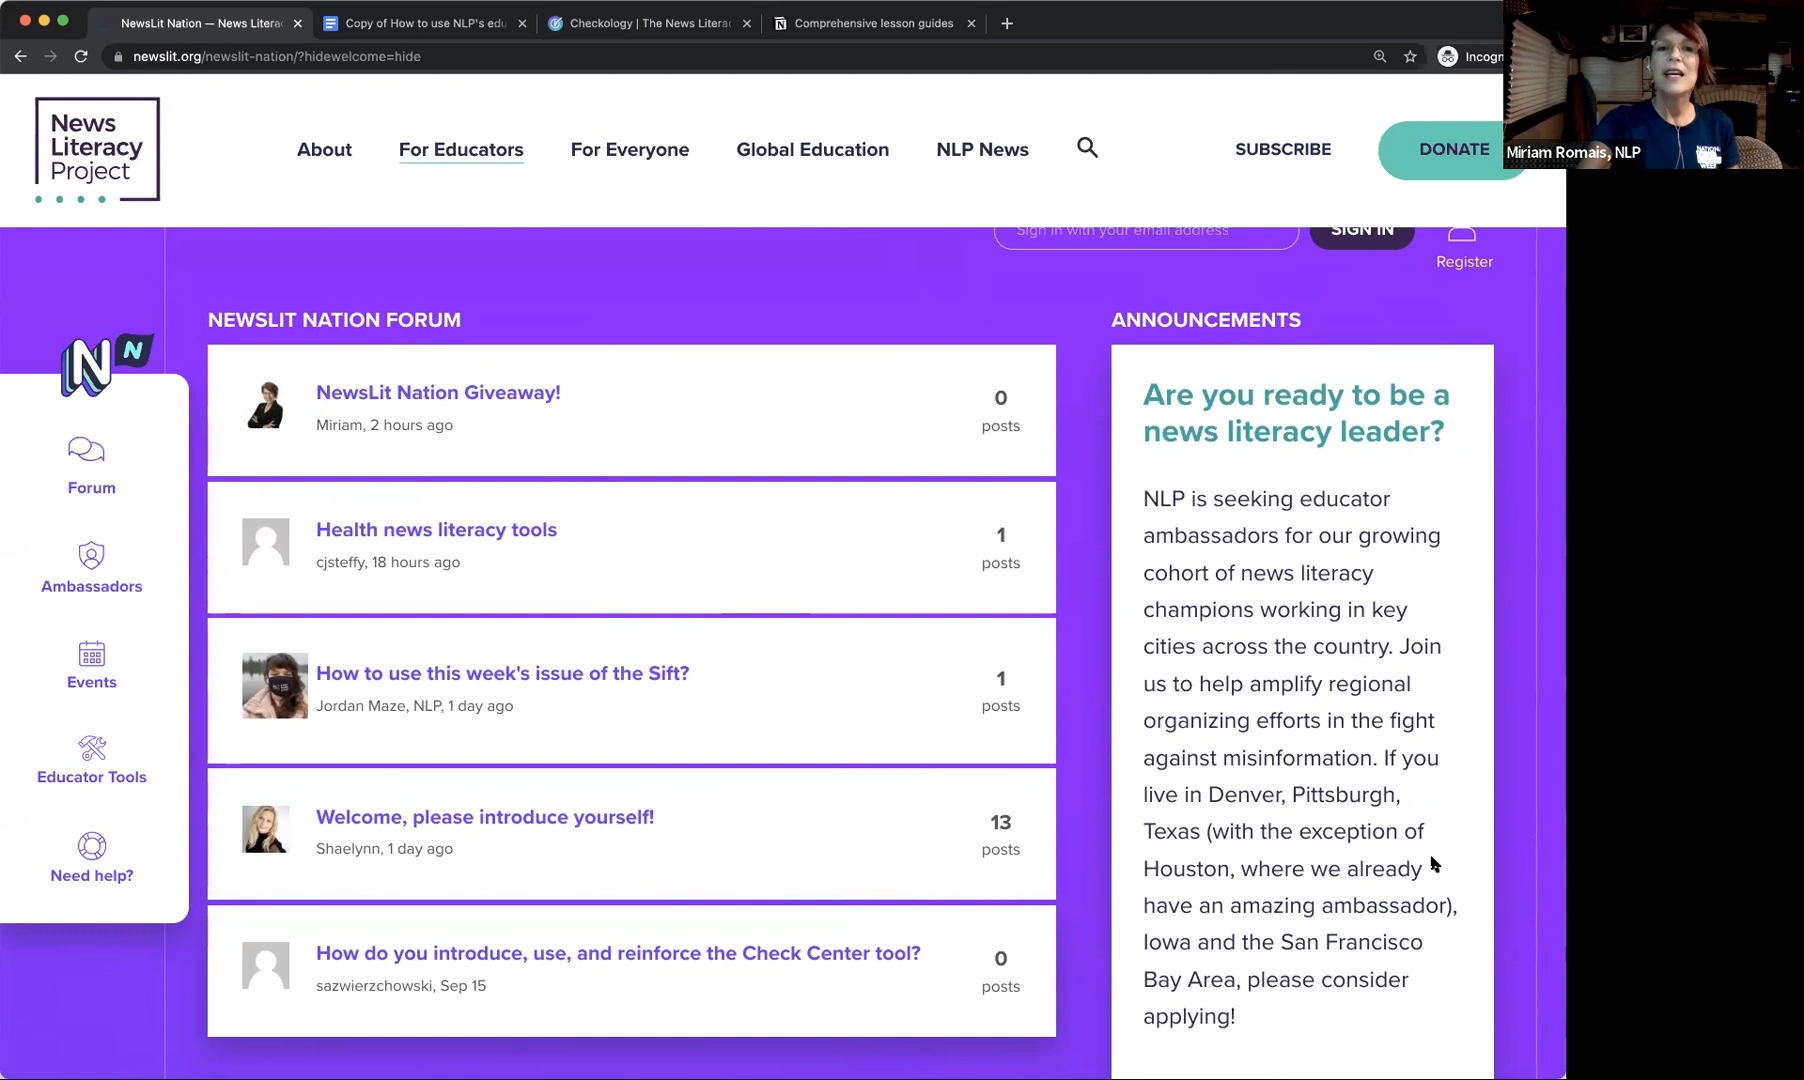 NewsLit Nation — News Litera
Copy of How to use NLP's edu
Checkology | The News Litera
Comprehensive lesson guides
newslit.org/newslit-nation/?hidewelcome=hide
Incogn
Miriam Romais, NLP
News
Literacy
Project
About
For Educators
For Everyone
Global Education
NLP News
SUBSCRIBE
DONATE
Sign in with your email address
SIGN IN
Register
NEWSLIT NATION FORUM
NewsLit Nation Giveaway!
Miriam, 2 hours ago
0
posts
Health news literacy tools
cjsteffy, 18 hours ago
1
posts
How to use this week's issue of the Sift?
Jordan Maze, NLP, 1 day ago
1
posts
Welcome, please introduce yourself!
Shaelynn, 1 day ago
13
posts
How do you introduce, use, and reinforce the Check Center tool?
sazwierzchowski, Sep 15
0
posts
N
N
Forum
Ambassadors
Events
Educator Tools
Need help?
ANNOUNCEMENTS
Are you ready to be a
news literacy leader?
NLP is seeking educator
ambassadors for our growing
cohort of news literacy
champions working in key
cities across the country. Join
us to help amplify regional
organizing efforts in the fight
against misinformation. If you
live in Denver, Pittsburgh,
Texas (with the exception of
Houston, where we already
have an amazing ambassador),
Iowa and the San Francisco
Bay Area, please consider
applying!